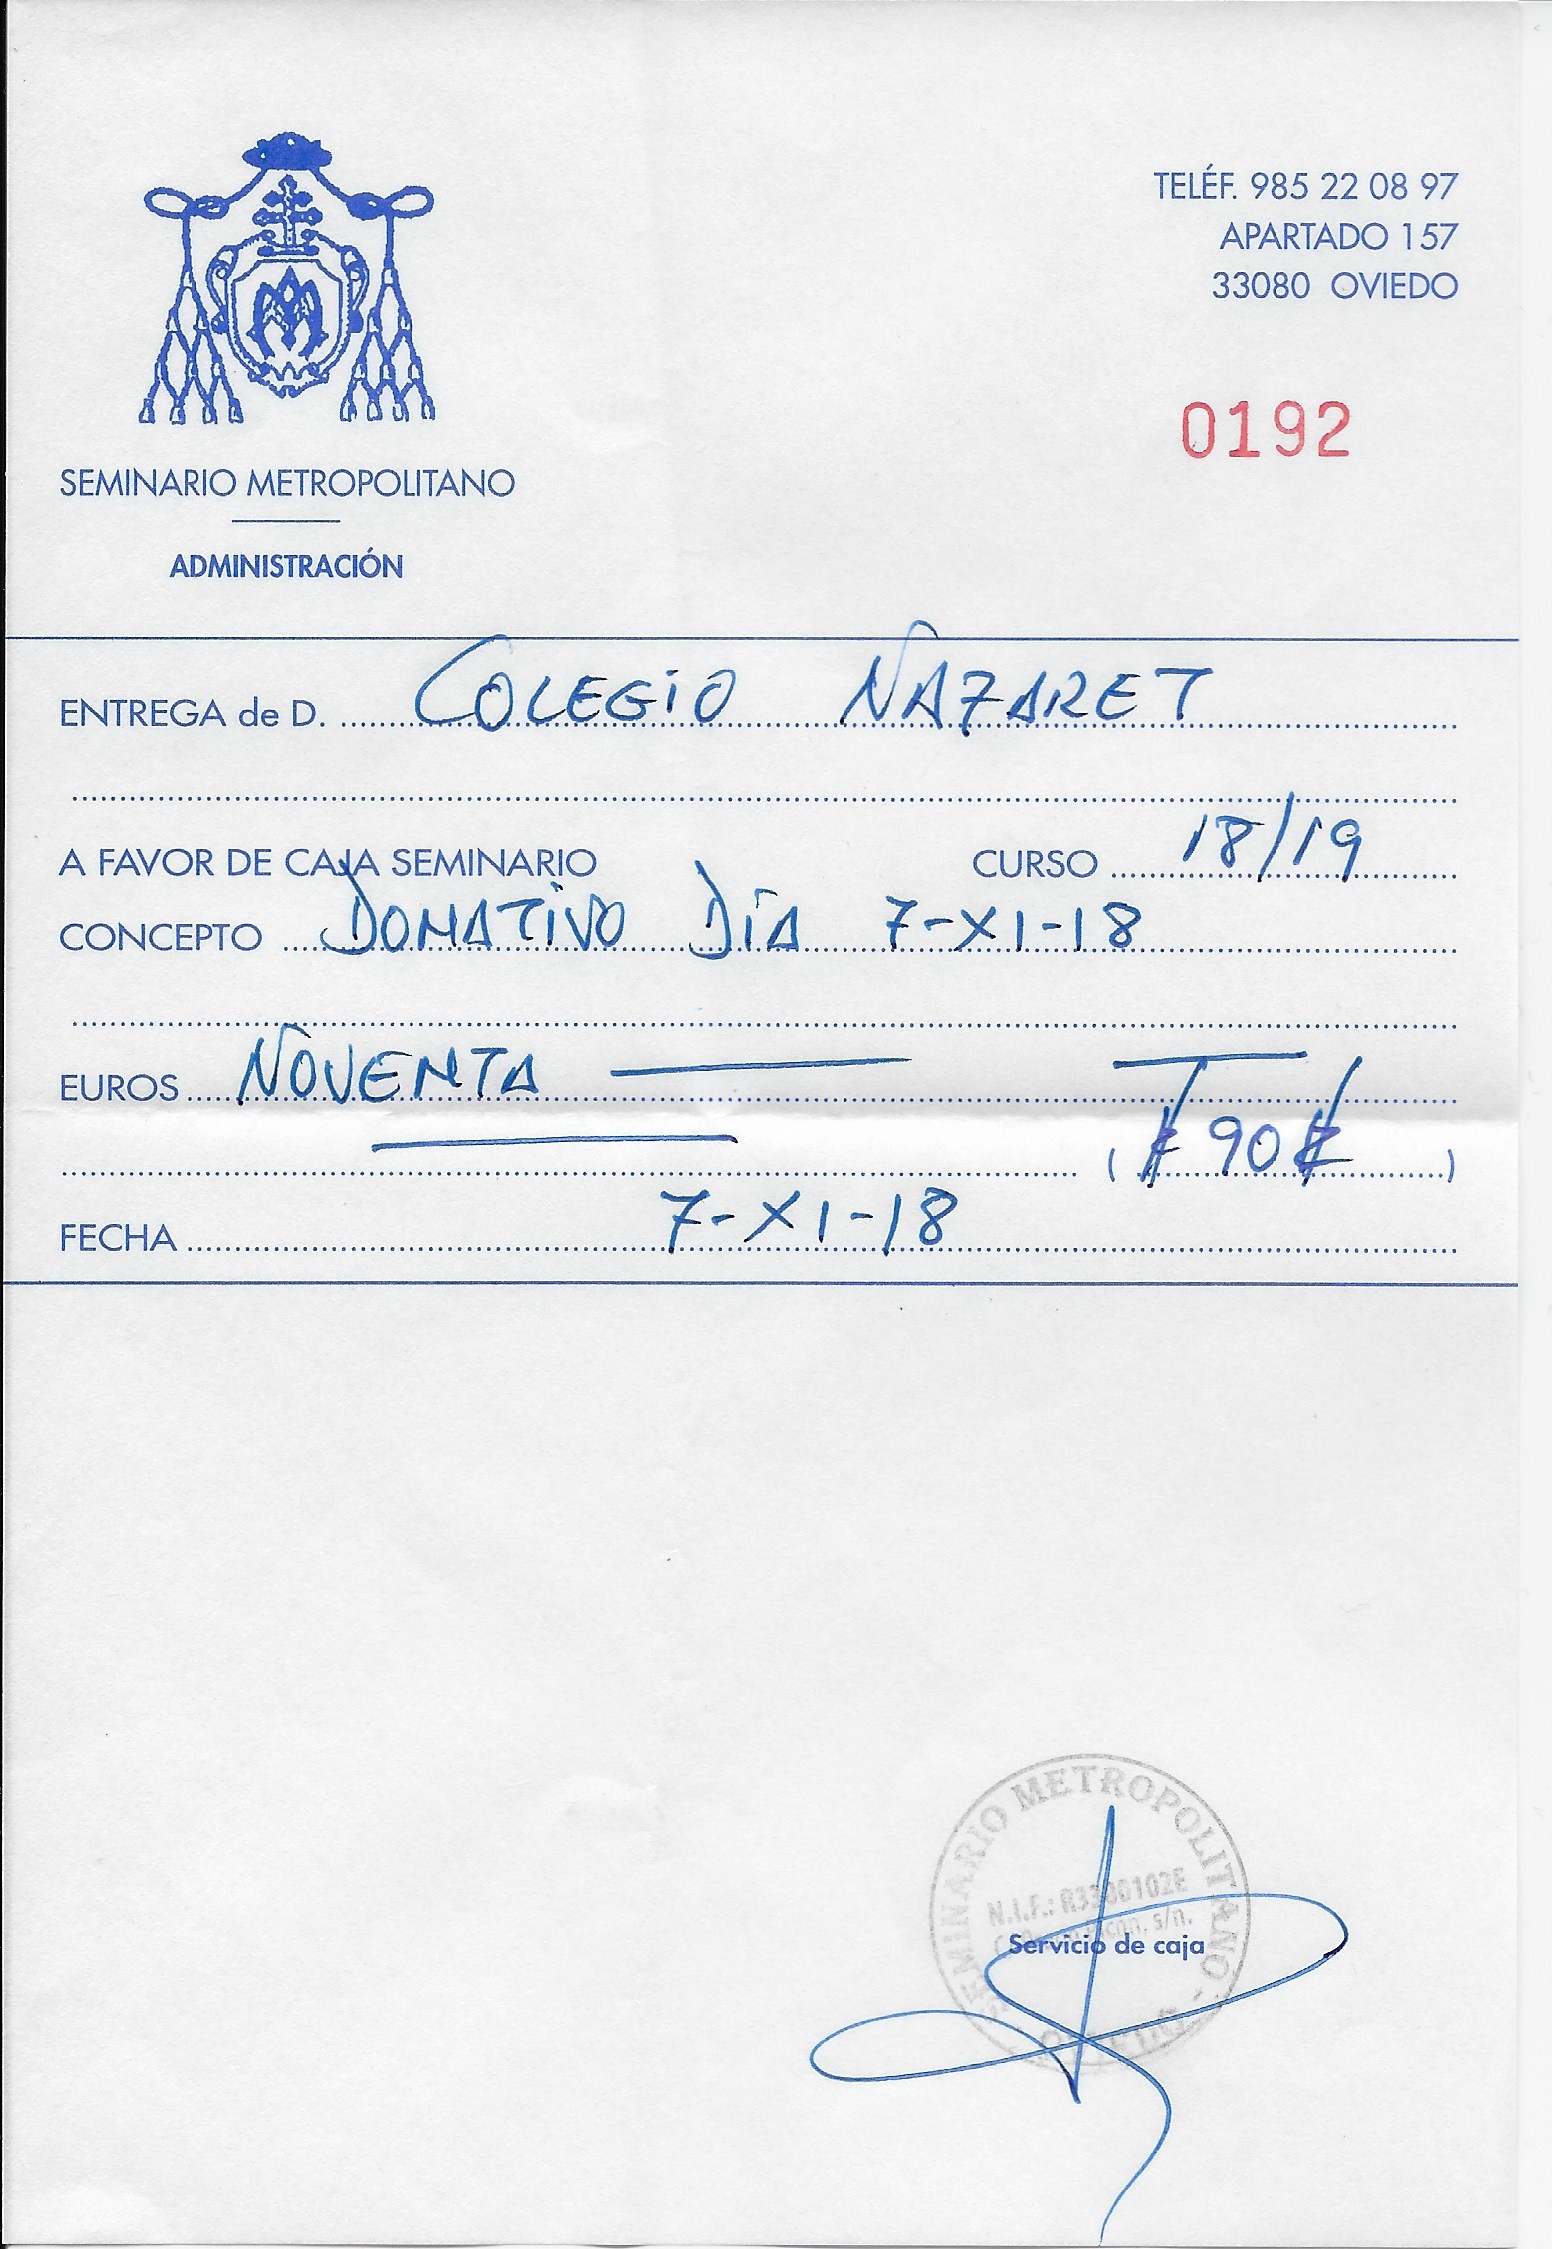 TELÉF. 985 22 08 97
APARTADO 157
33080 OVIEDO
0192
SEMINARIO METROPOLITANO
ADMINISTRACIÓN
ENTREGA de D. COLEGIO NAZARET
A FAVOR DE CAJA SEMINARIO CURSO 18/19
CONCEPTO DONATIVO DÍA 7-XI-18
EUROS NOVENTA
( # 90 # )
FECHA 7-XI-18
SEMINARIO METROPOLITANO -
N.I.F.: R3300102E
s/n.
Servicio de caja
OVIEDO